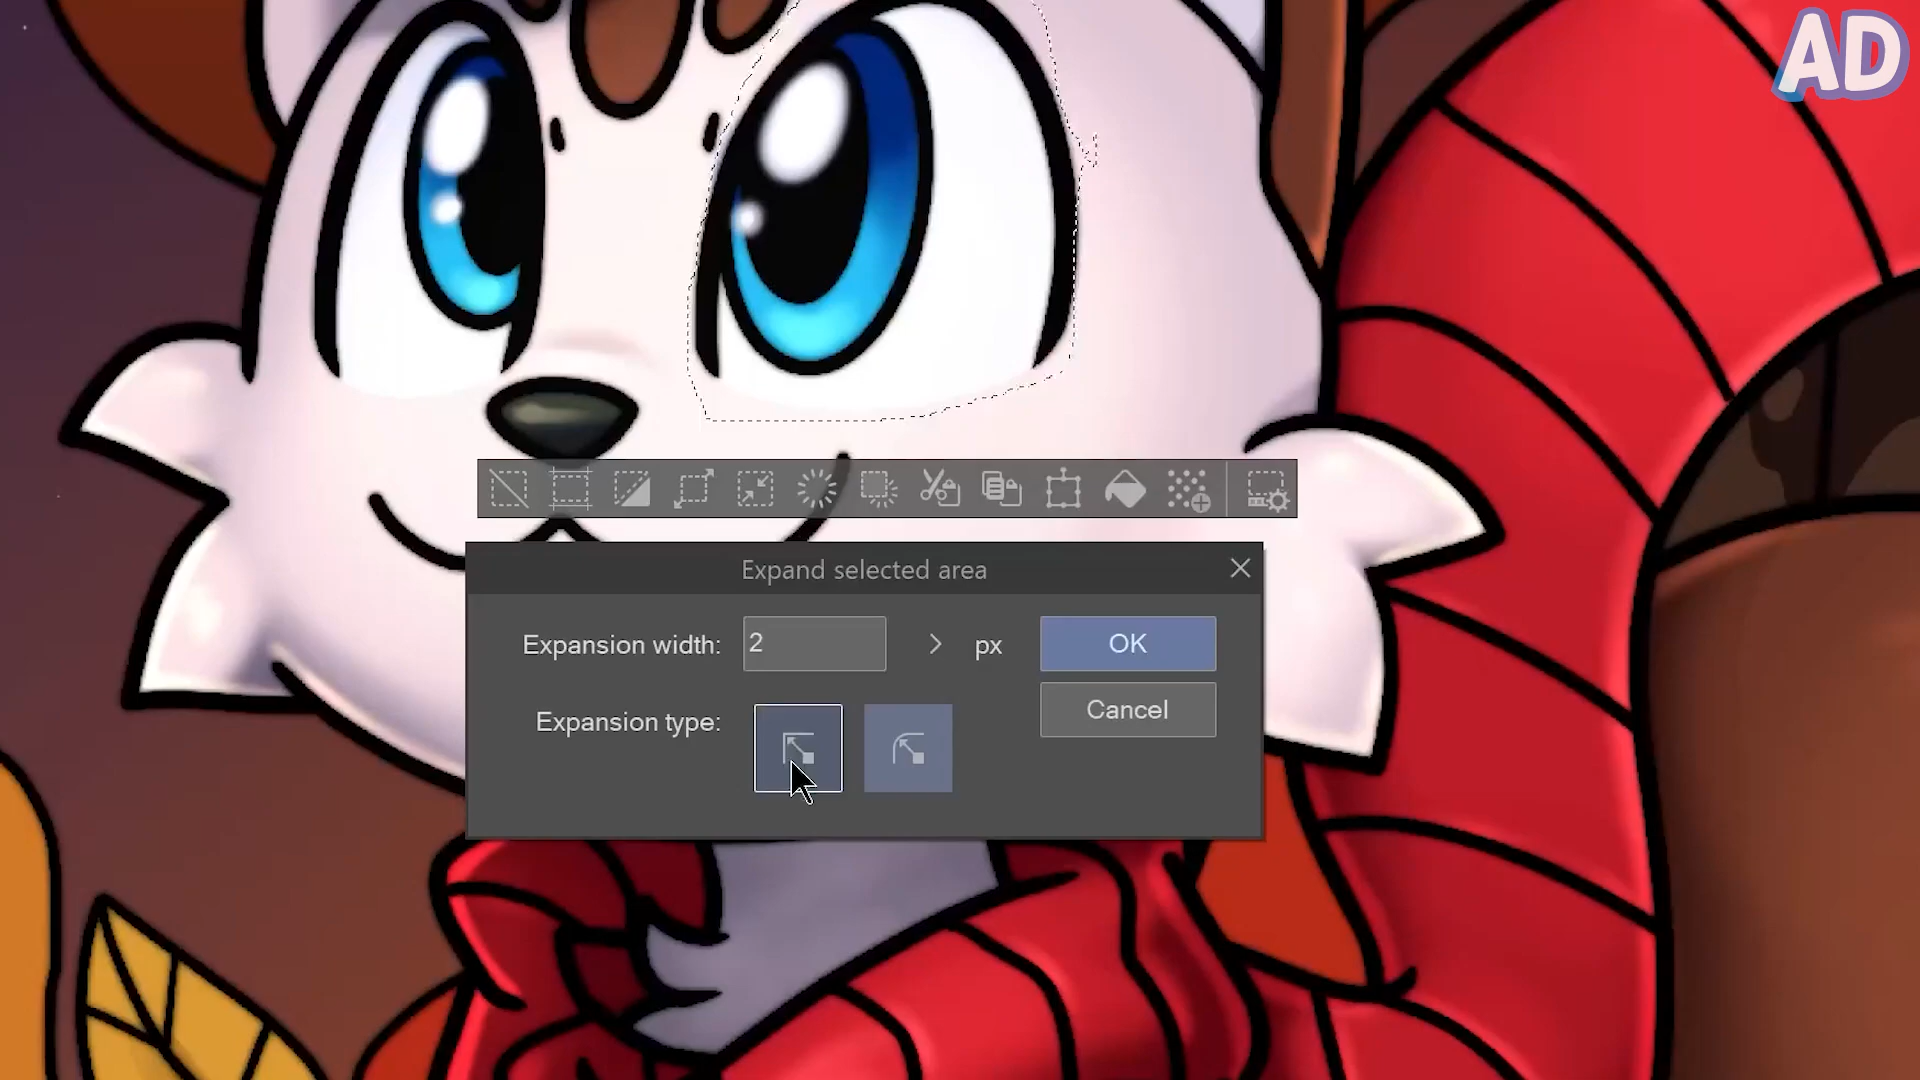 AD
Expand selected area
Expansion width: 2 px
OK
Expansion type:
Cancel